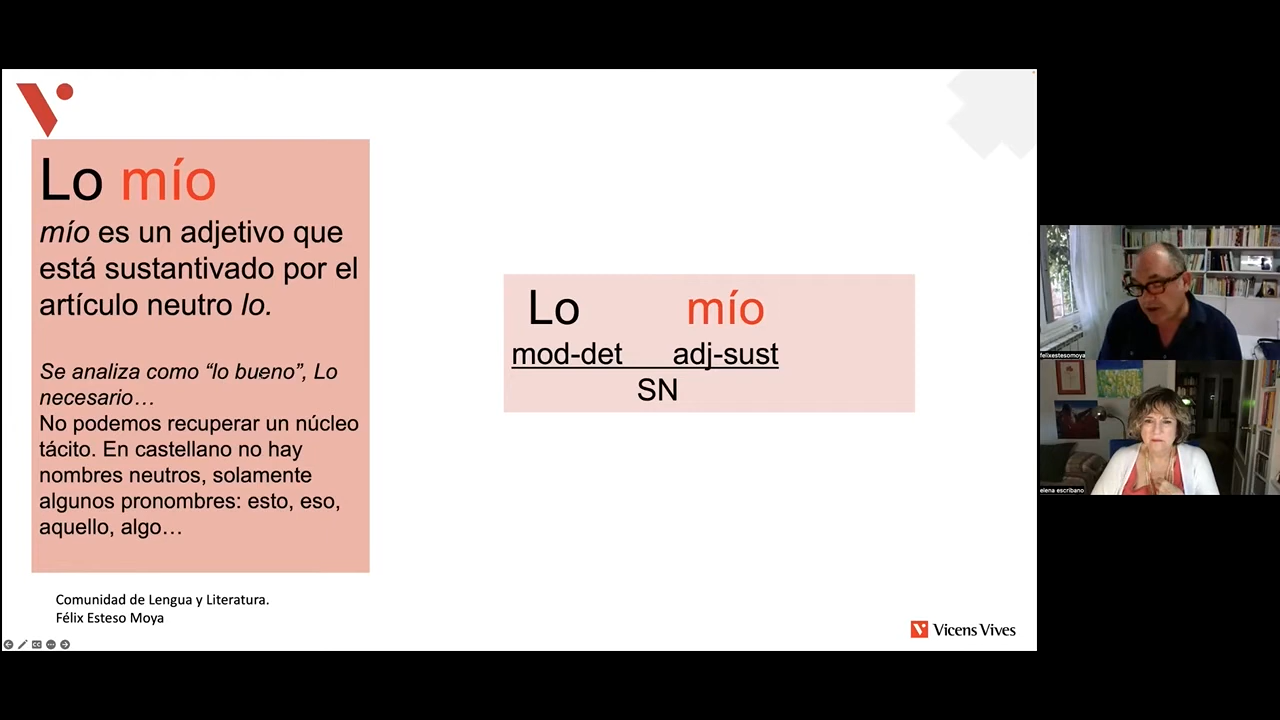 Lo mío
mío es un adjetivo que
está sustantivado por el
artículo neutro lo.
Se analiza como “lo bueno”, Lo
necesario…
No podemos recuperar un núcleo
tácito. En castellano no hay
nombres neutros, solamente
algunos pronombres: esto, eso,
aquello, algo…
Lo mío
mod-det adj-sust
SN
Comunidad de Lengua y Literatura.
Félix Esteso Moya
Vicens Vives
felixestesomoya
elena escribano